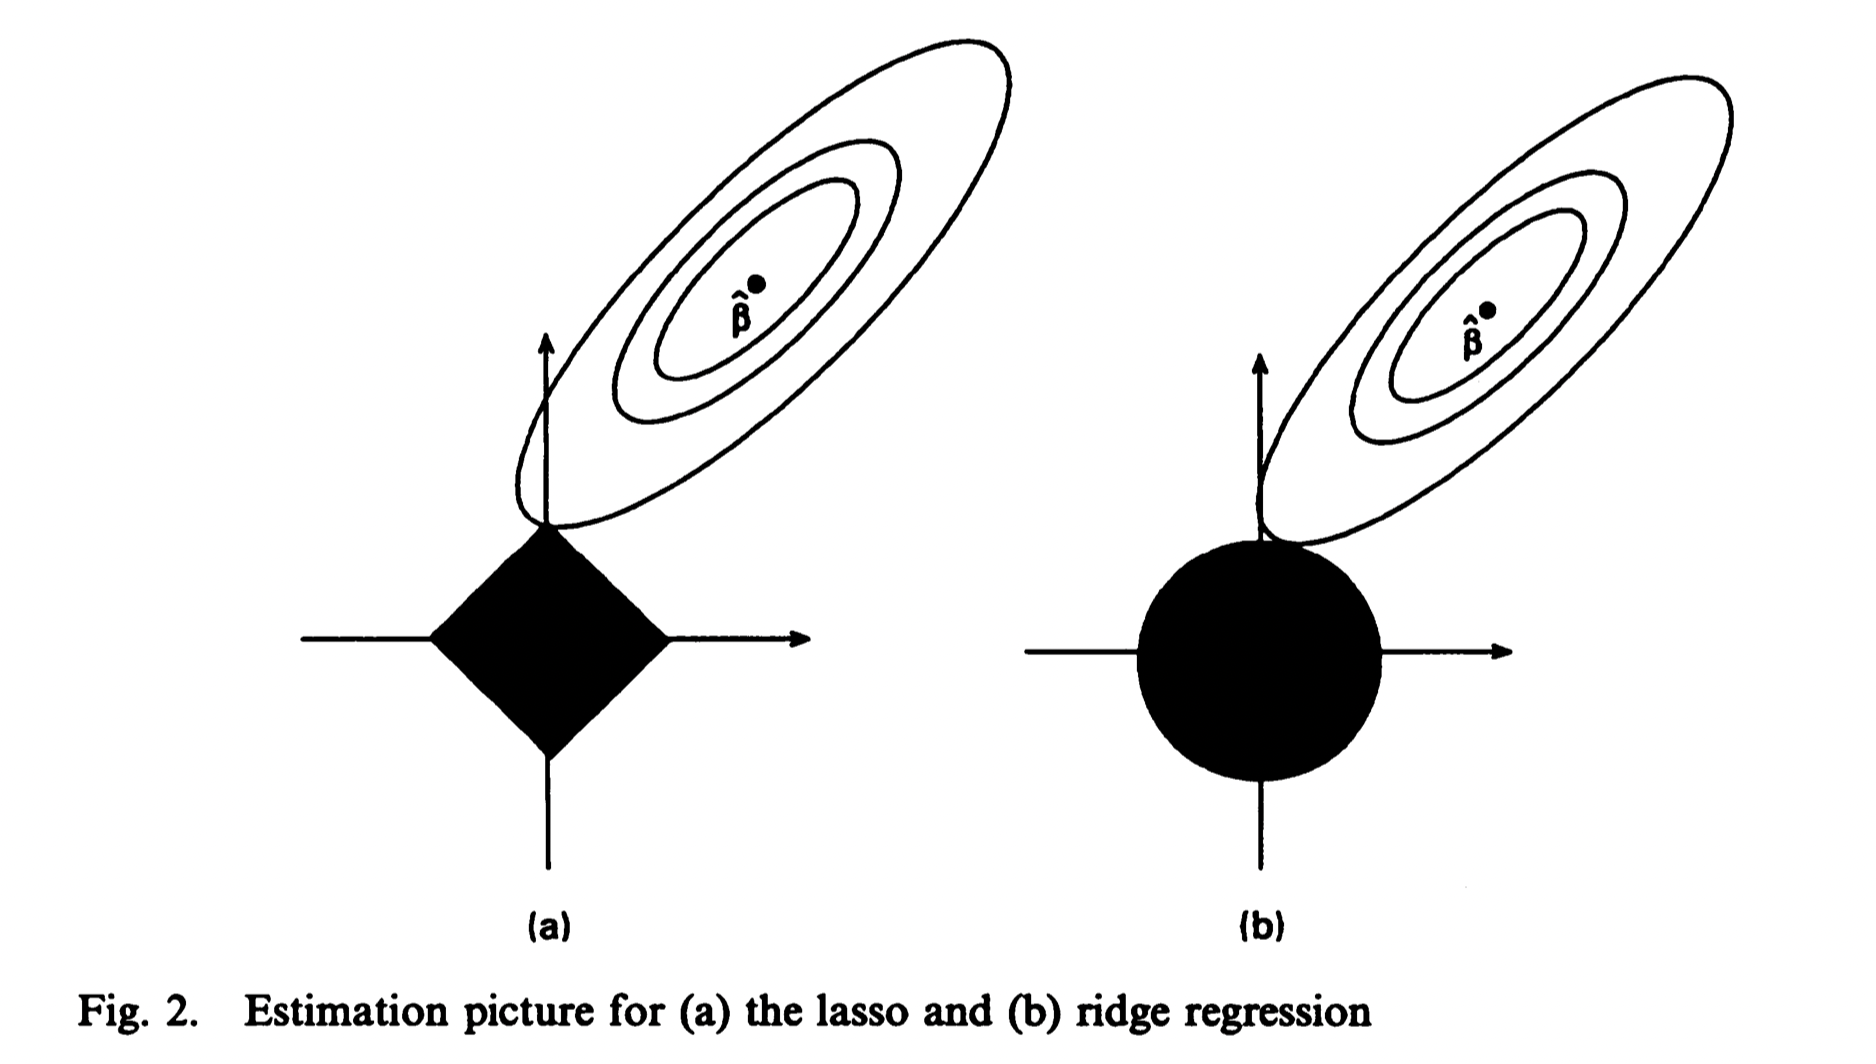 β̂
β̂
(a)
(b)
Fig. 2. Estimation picture for (a) the lasso and (b) ridge regression